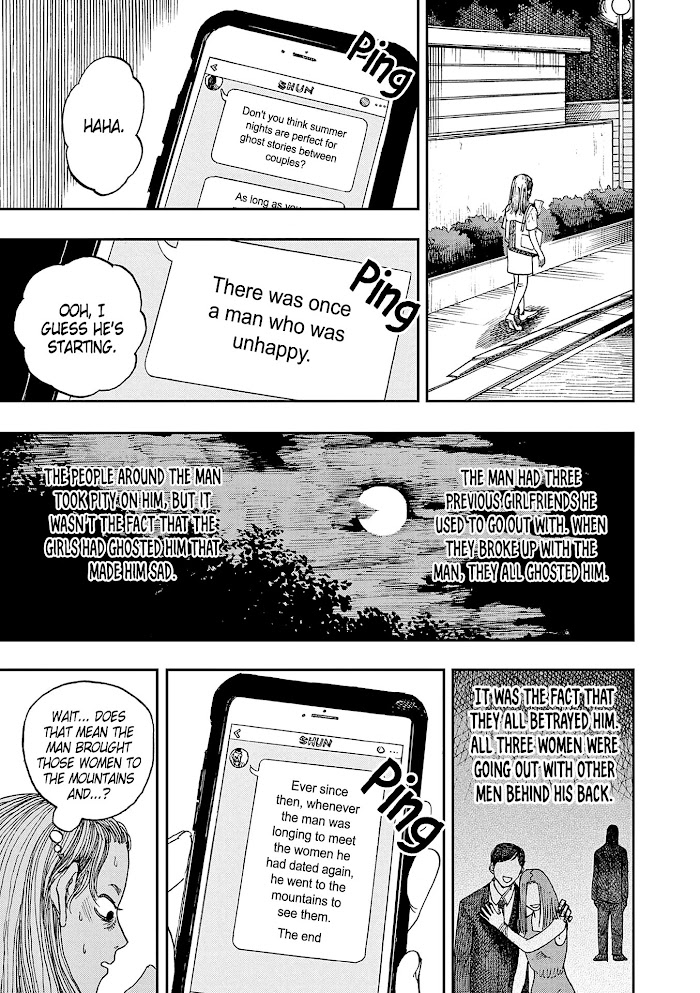 Ping
SHUN
Don't you think summer
nights are perfect for
ghost stories between
couples?
As long as you
HAHA.
Ping
There was once
a man who was
unhappy.
OOH, I
GUESS HE'S
STARTING.
THE MAN HAD THREE
PREVIOUS GIRLFRIENDS HE
USED TO GO OUT WITH. WHEN
THEY BROKE UP WITH THE
MAN, THEY ALL GHOSTED HIM.
THE PEOPLE AROUND THE MAN
TOOK PITY ON HIM, BUT IT
WASN'T THE FACT THAT THE
GIRLS HAD GHOSTED HIM THAT
MADE HIM SAD.
IT WAS THE FACT THAT
THEY ALL BETRAYED HIM.
ALL THREE WOMEN WERE
GOING OUT WITH OTHER
MEN BEHIND HIS BACK.
Ping
SHUN
Ever since
then, whenever
the man was
longing to meet
the women he
had dated again,
he went to the
mountains to
see them.
The end
WAIT... DOES
THAT MEAN THE
MAN BROUGHT
THOSE WOMEN TO
THE MOUNTAINS
AND...?